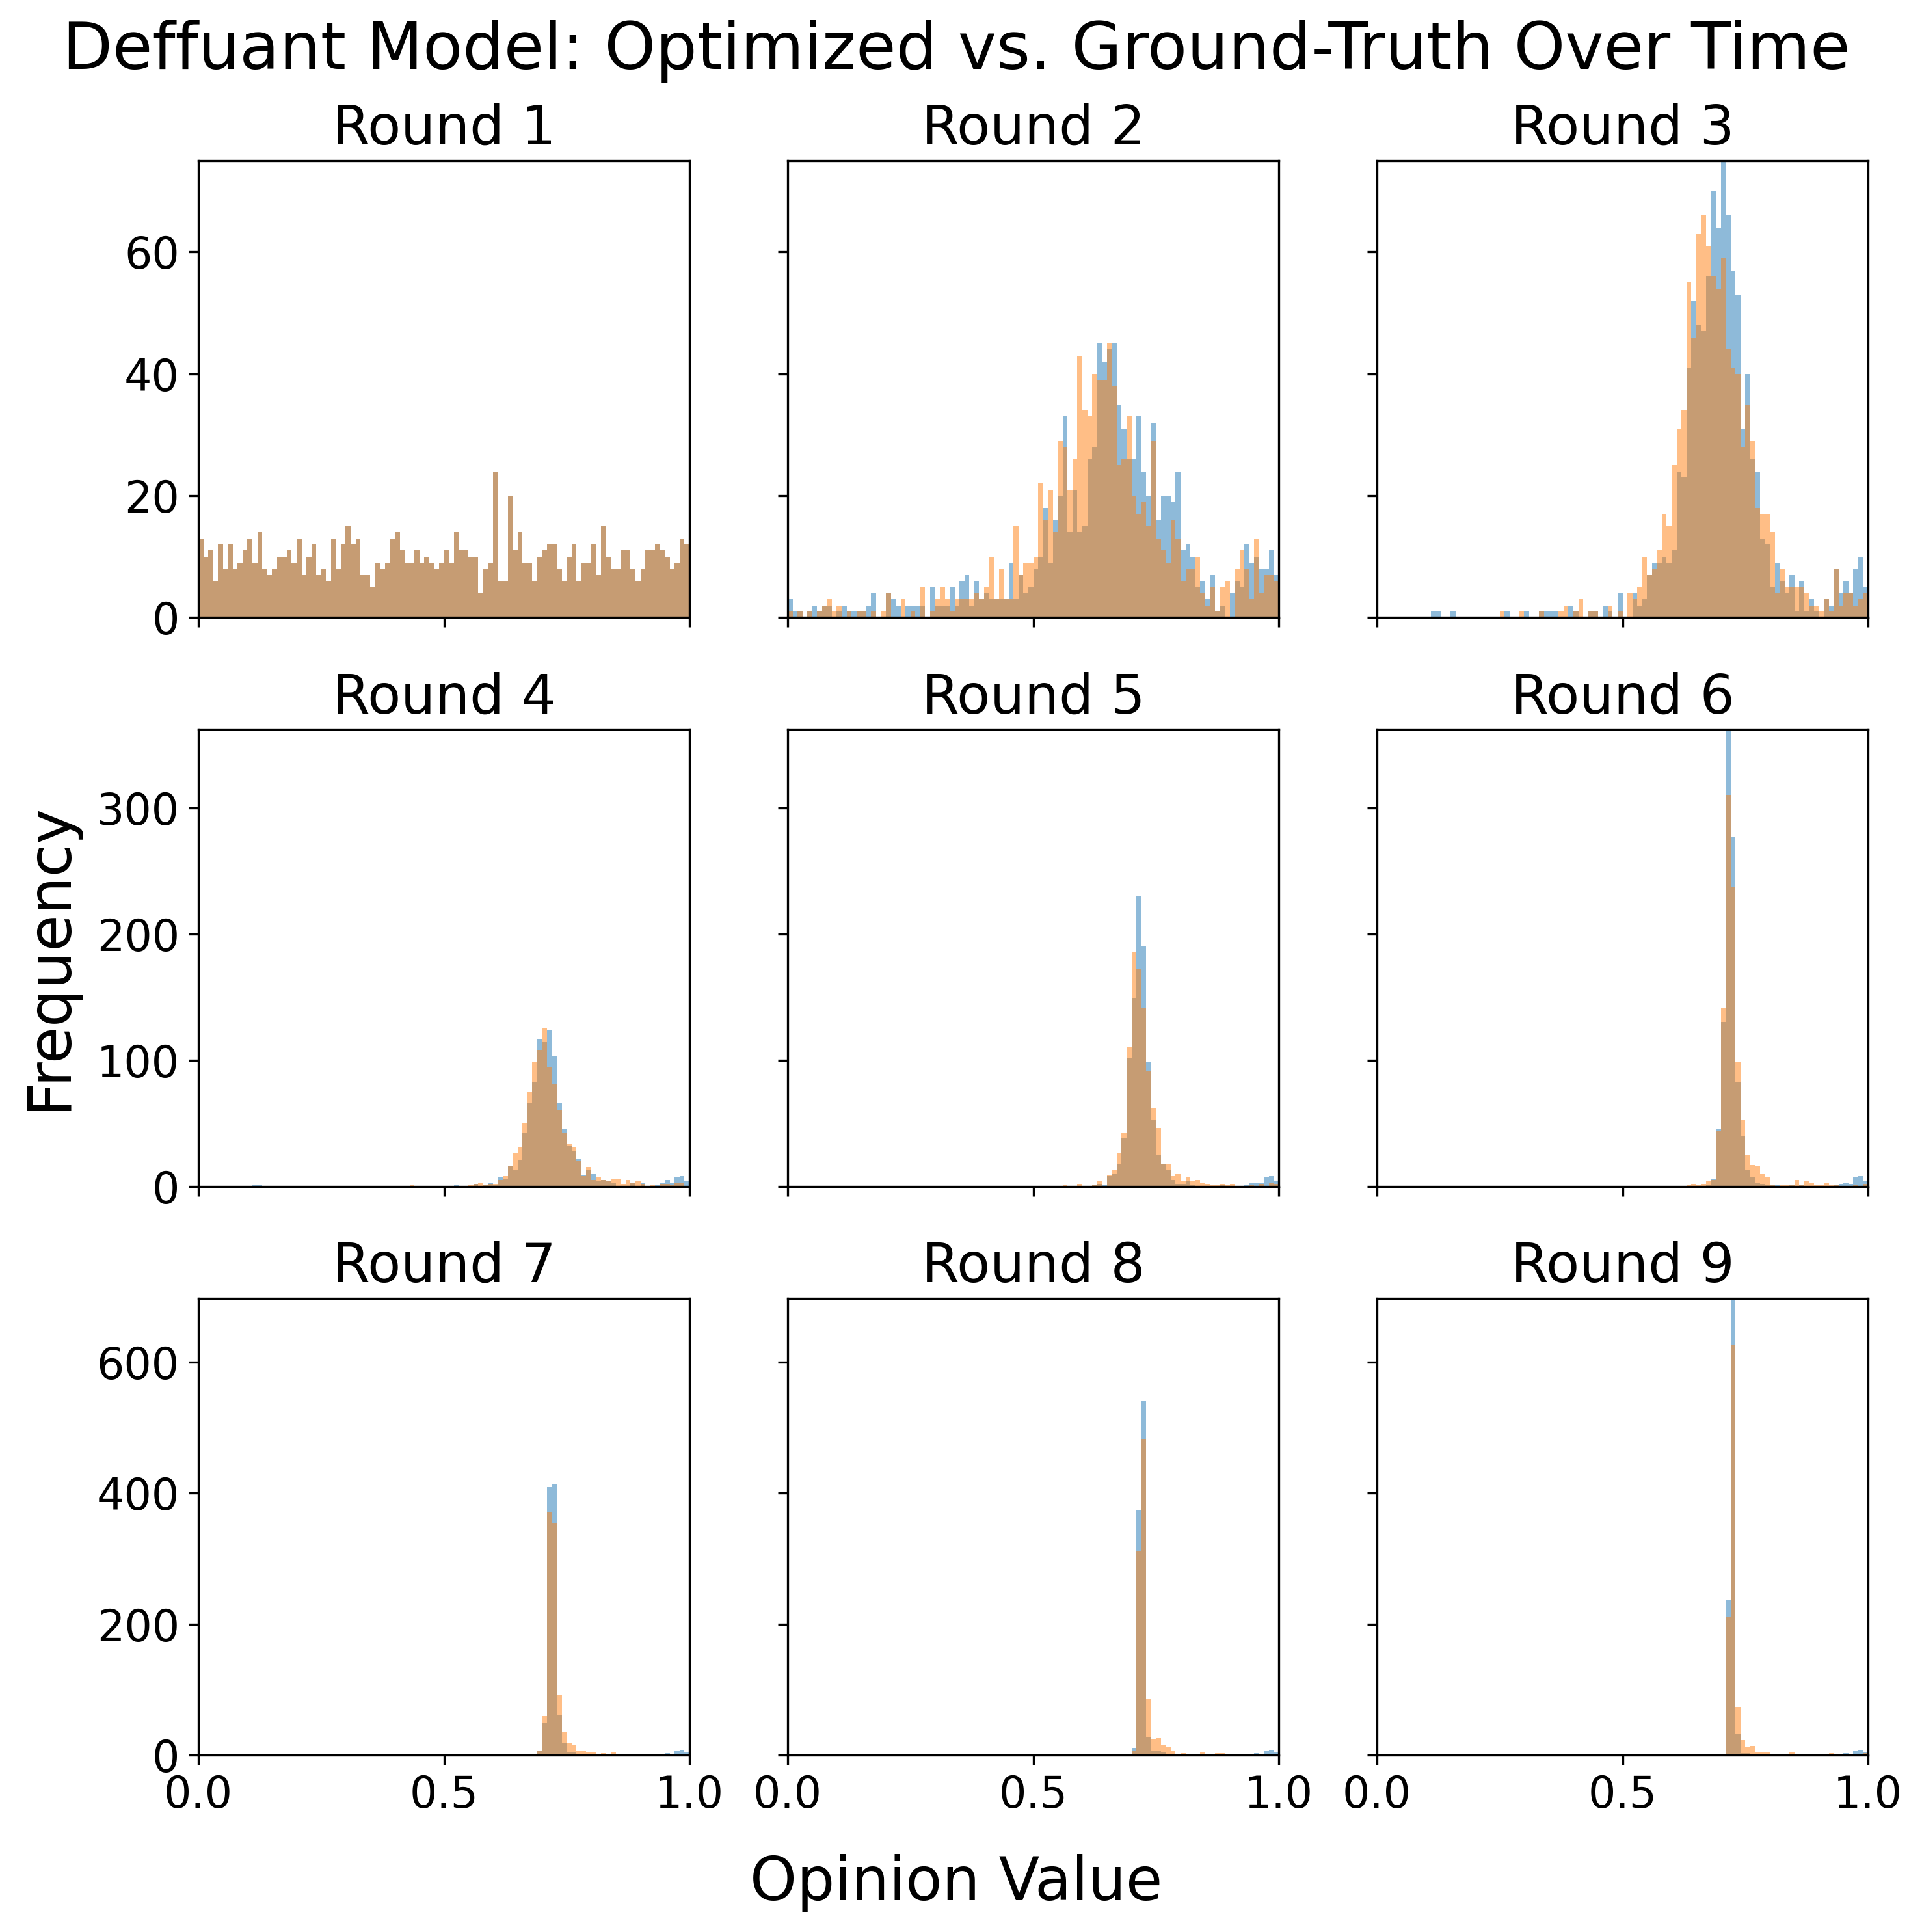 Deffuant Model: Optimized vs. Ground-Truth Over Time
Round 1
Round 2
Round 3
60
40
20
0
Round 4
Round 5
Round 6
Frequency
300
200
100
0
Round 7
Round 8
Round 9
600
400
200
0
0.0 0.5 1.0 0.0 0.5 1.0 0.0 0.5 1.0
Opinion Value